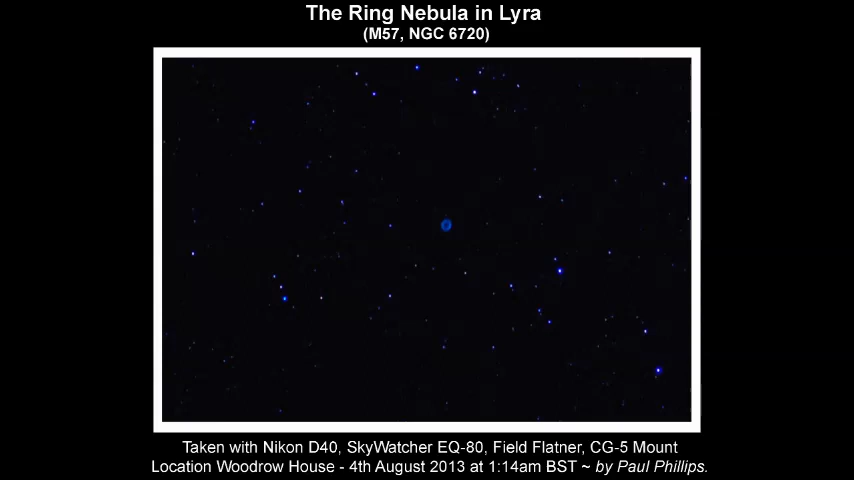 The Ring Nebula in Lyra
(M57, NGC 6720)
Taken with Nikon D40, SkyWatcher EQ-80, Field Flatner, CG-5 Mount
Location Woodrow House - 4th August 2013 at 1:14am BST ~ by Paul Phillips.